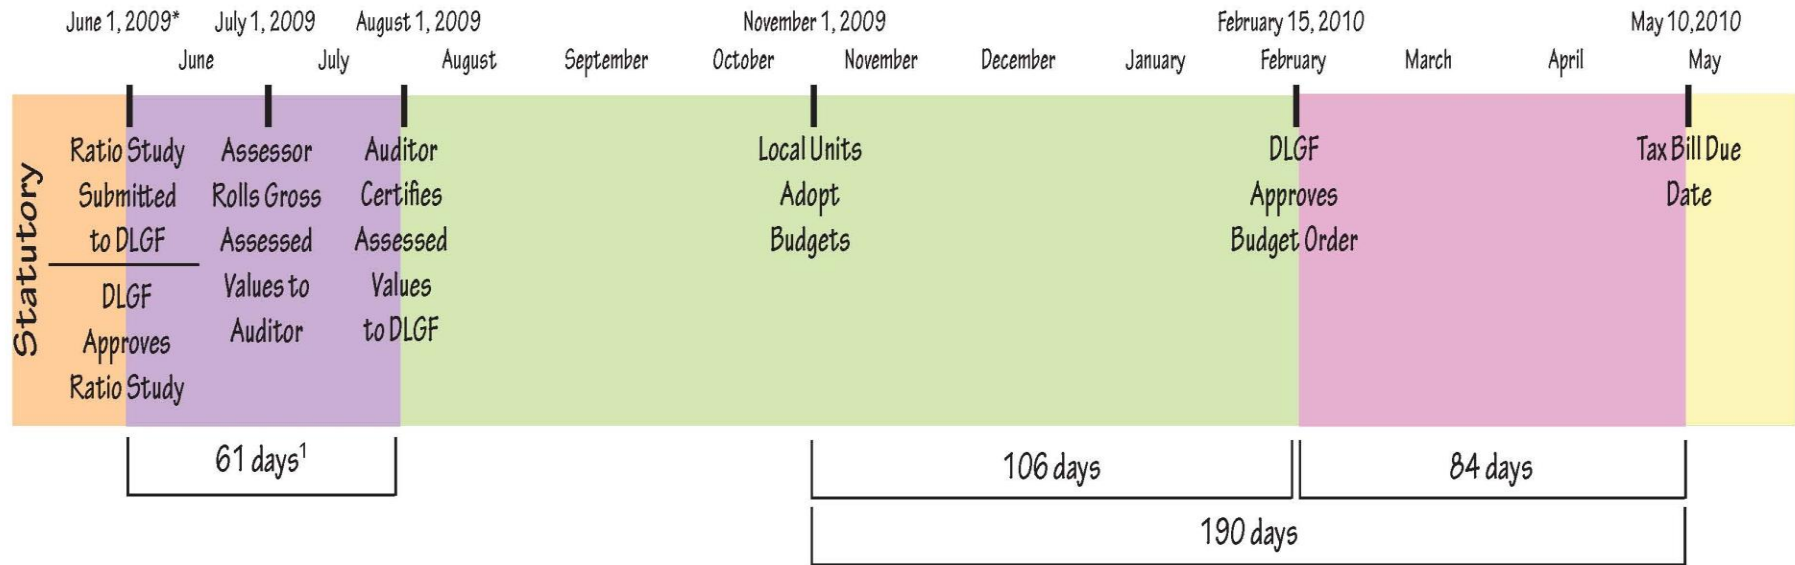 June 1, 2009* July 1, 2009 August 1, 2009 November 1, 2009 February 15, 2010 May 10, 2010
June July August September October November December January February March April May
Statutory
Ratio Study
Submitted
to DLGF
DLGF
Approves
Ratio Study
Assessor
Rolls Gross
Assessed
Values to
Auditor
Auditor
Certifies
Assessed
Values
to DLGF
Local Units
Adopt
Budgets
DLGF
Approves
Budget Order
Tax Bill Due
Date
61 days¹
106 days
84 days
190 days